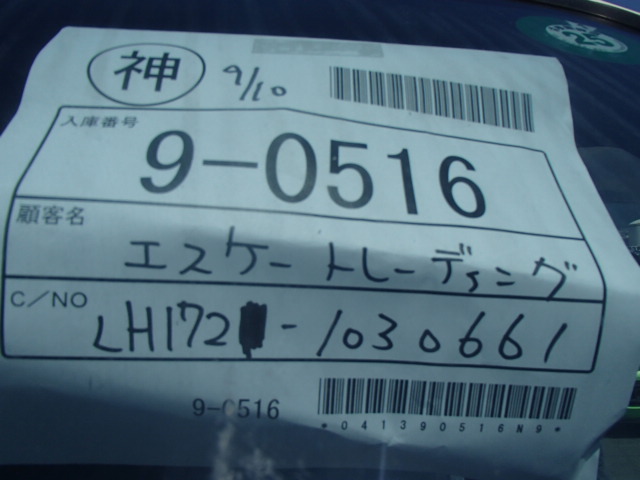 神 9/10
入庫番号
9-0516
顧客名
エスケートレーディング
C/NO
LH172 -1030661
9-0516
*041390516N9*